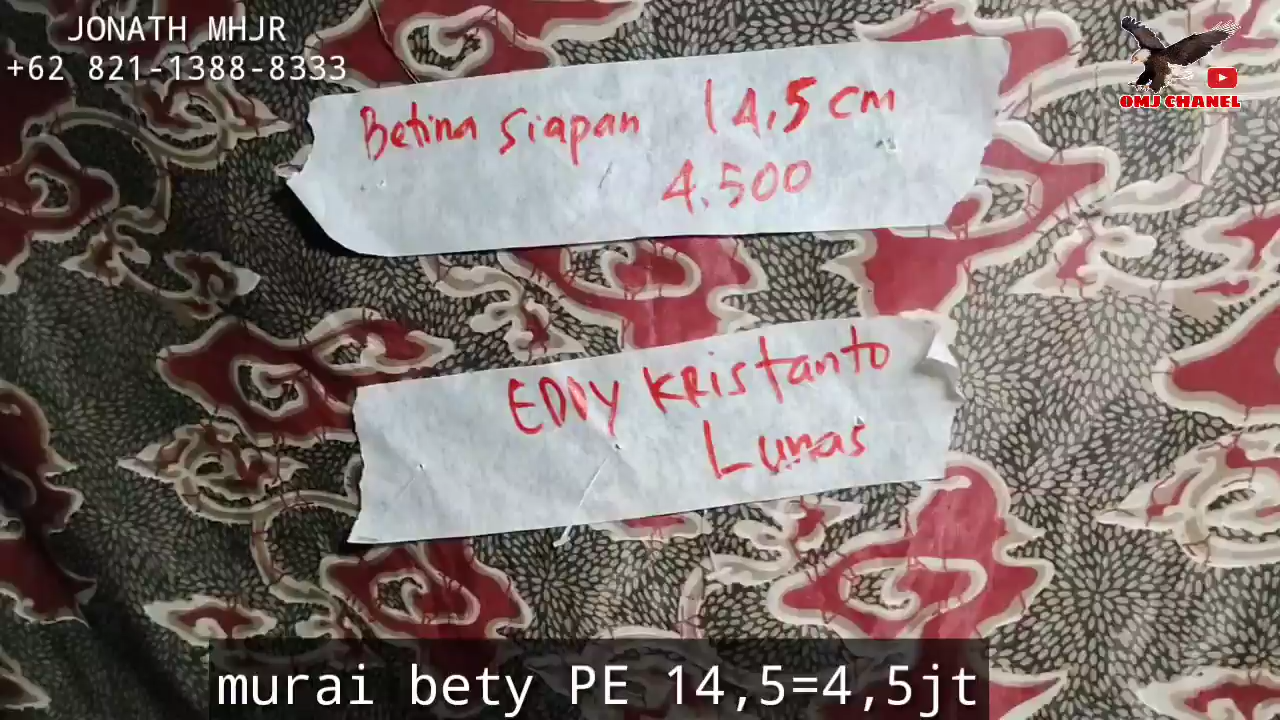 JONATH MHJR
+62 821-1388-8333
OMJ CHANEL
Betina Siapan 14,5 cm
4.500
EDDY KRistanto
Lunas
murai bety PE 14,5=4,5jt